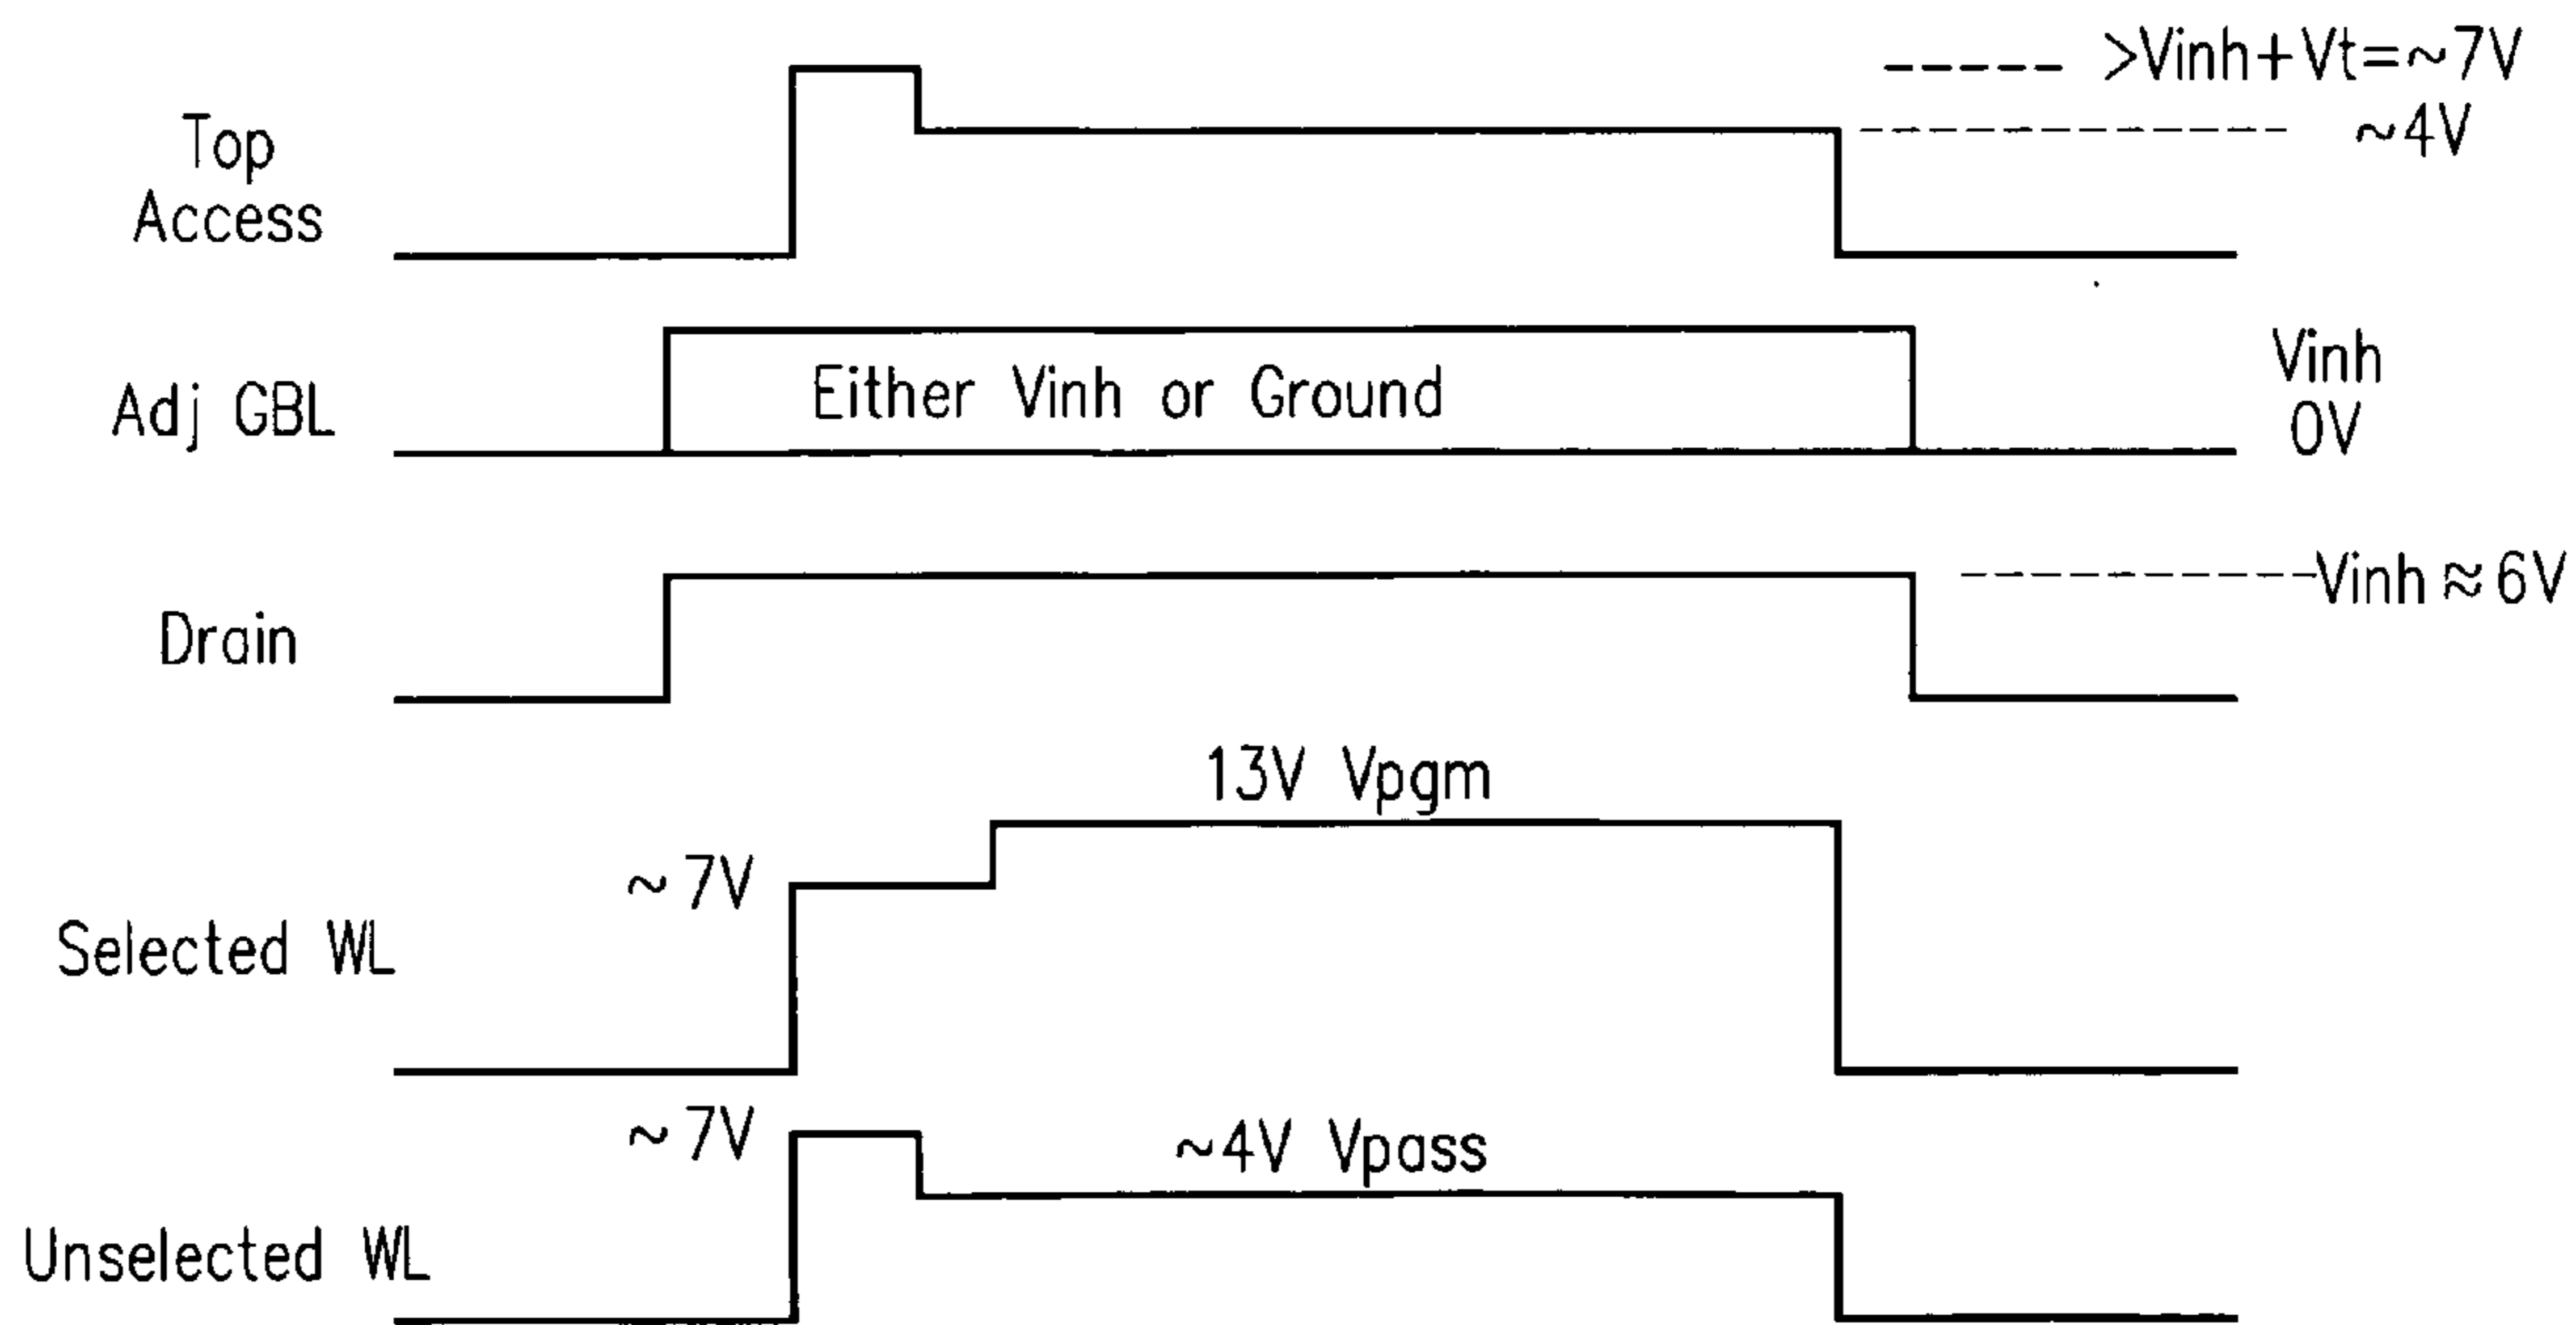 >Vinh+Vt=~7V
~4V
Top
Access
Adj GBL
Either Vinh or Ground
Vinh
0V
Drain
Vinh≈6V
13V Vpgm
~7V
Selected WL
~7V
~4V Vpass
Unselected WL